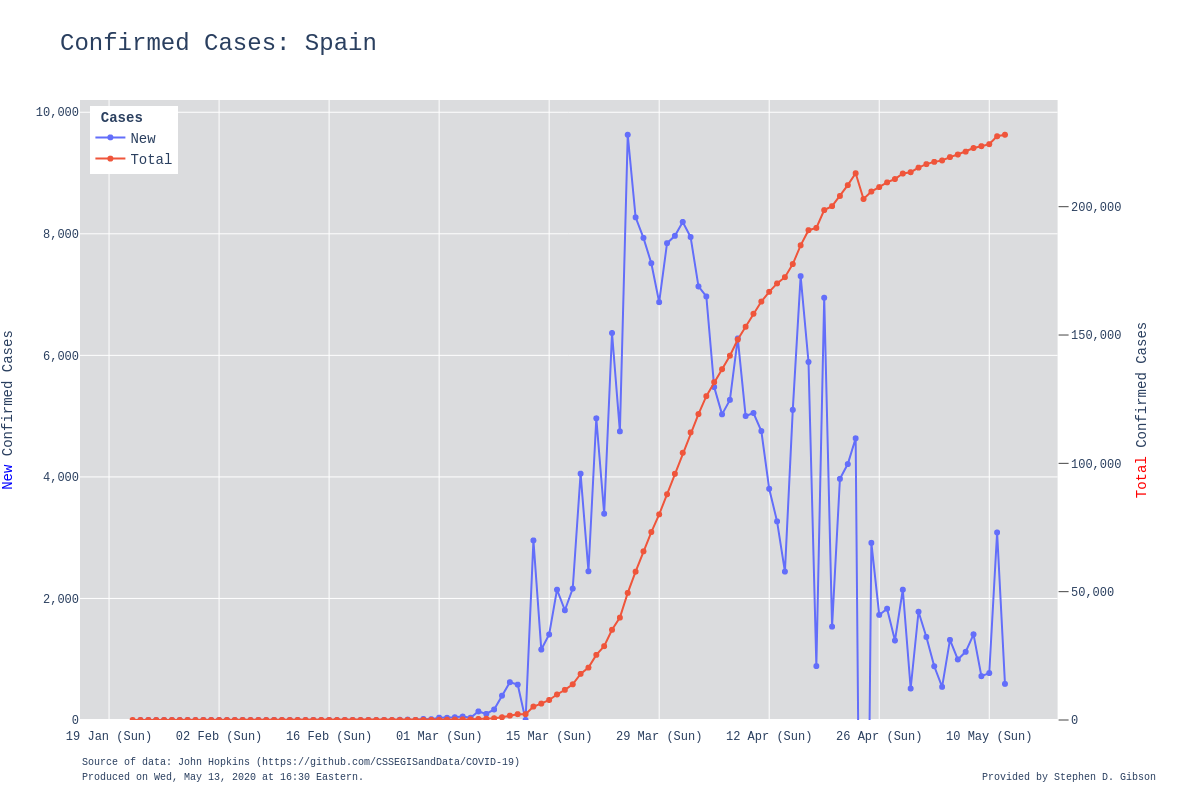 Confirmed Cases: Spain
Cases
New
Total
10,000
8,000
6,000
4,000
2,000
0
New Confirmed Cases
200,000
150,000
100,000
50,000
0
Total Confirmed Cases
19 Jan (Sun) 02 Feb (Sun) 16 Feb (Sun) 01 Mar (Sun) 15 Mar (Sun) 29 Mar (Sun) 12 Apr (Sun) 26 Apr (Sun) 10 May (Sun)
Source of data: John Hopkins (https://github.com/CSSEGISandData/COVID-19)
Produced on Wed, May 13, 2020 at 16:30 Eastern.
Provided by Stephen D. Gibson